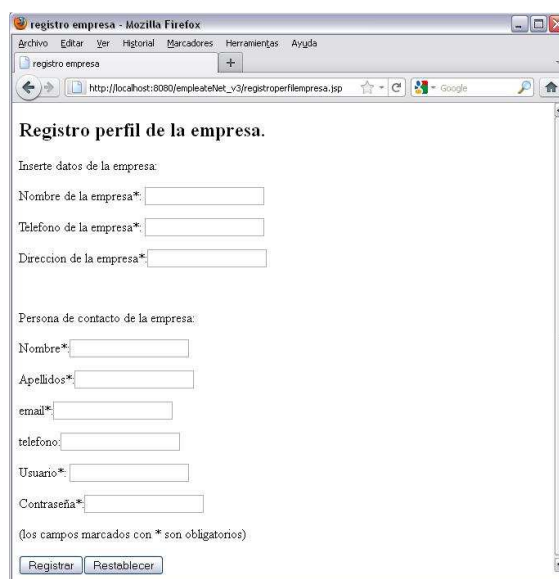 registro empresa - Mozilla Firefox
Archivo Editar Ver Historial Marcadores Herramientas Ayuda
registro empresa
http://localhost:8080/empleateNet_v3/registroperfilempresa.jsp
Google
Registro perfil de la empresa.
Inserte datos de la empresa:
Nombre de la empresa*:
Telefono de la empresa*:
Direccion de la empresa*:
Persona de contacto de la empresa:
Nombre*:
Apellidos*:
email*:
telefono:
Usuario*:
Contraseña*:
(los campos marcados con * son obligatorios)
Registrar Restablecer